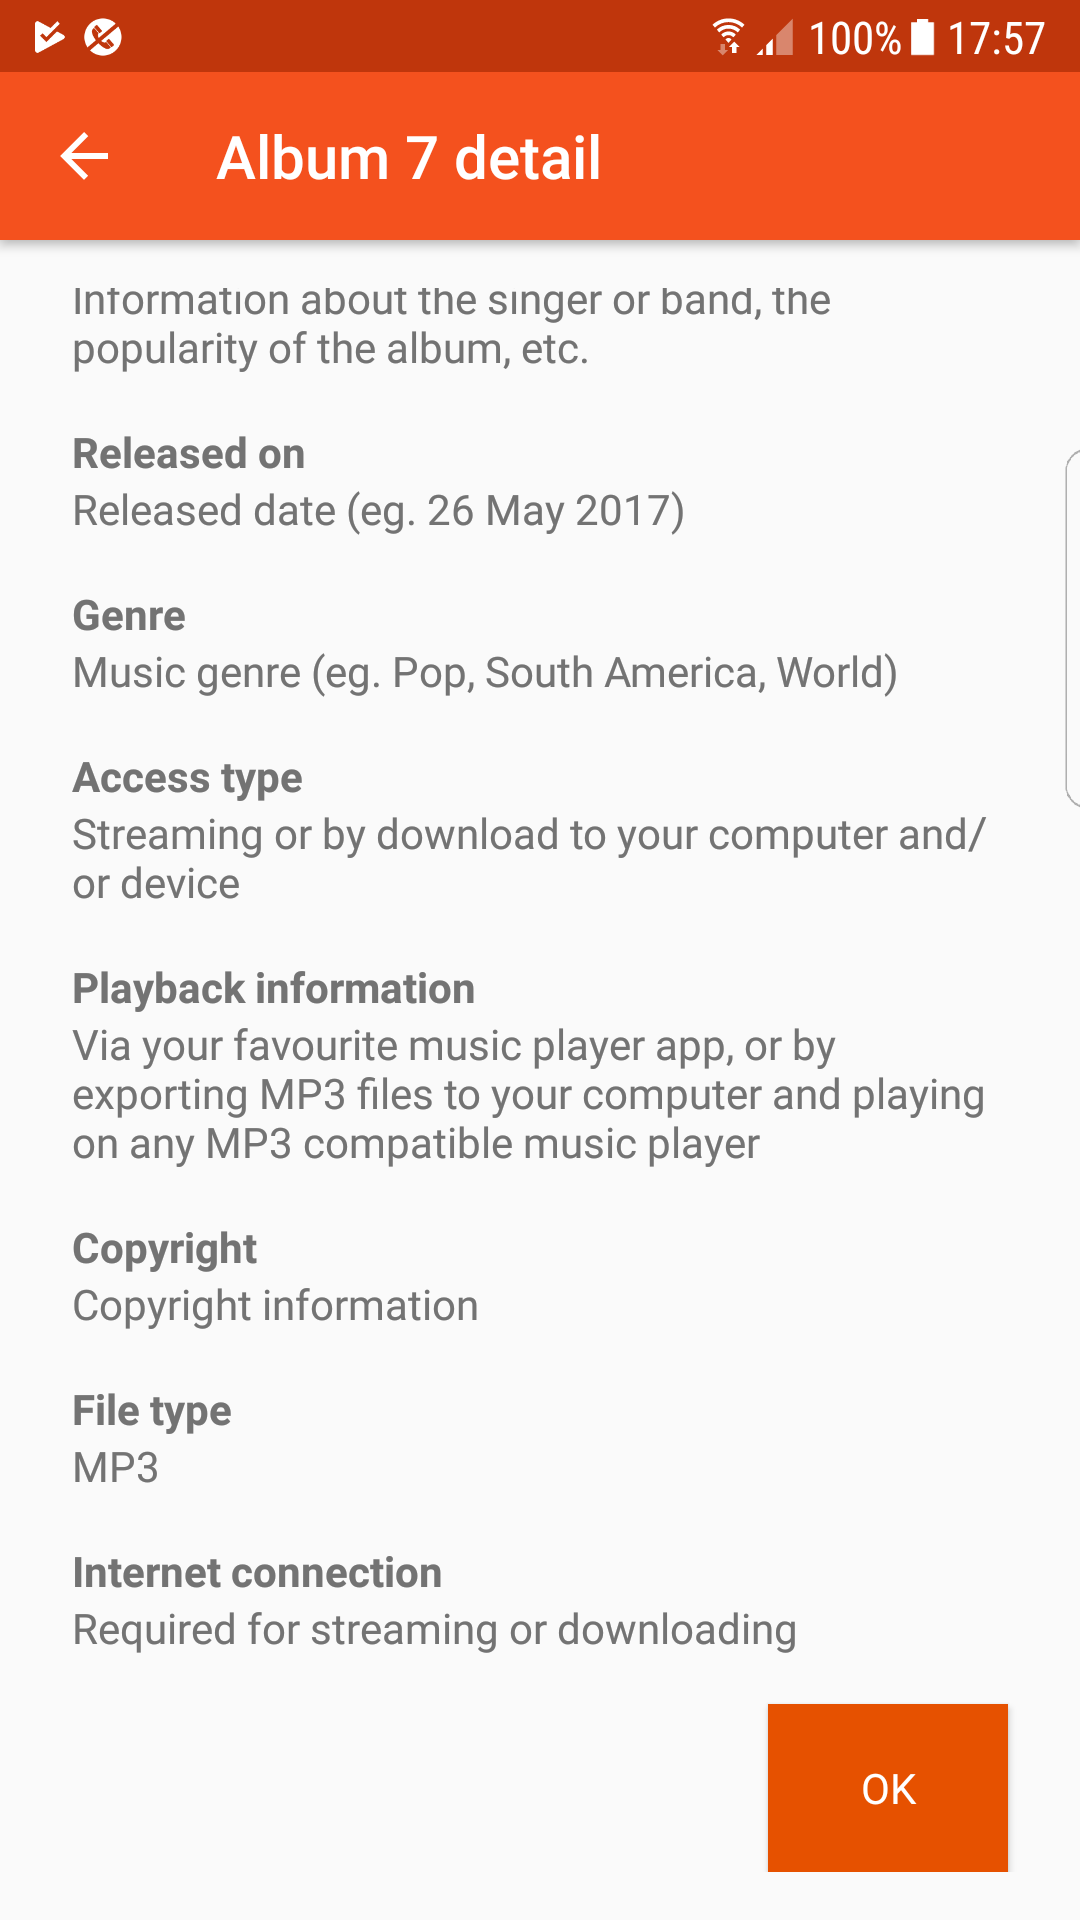 100% 17:57
Album 7 detail
Information about the singer or band, the
popularity of the album, etc.
Released on
Released date (eg. 26 May 2017)
Genre
Music genre (eg. Pop, South America, World)
Access type
Streaming or by download to your computer and/
or device
Playback information
Via your favourite music player app, or by
exporting MP3 files to your computer and playing
on any MP3 compatible music player
Copyright
Copyright information
File type
MP3
Internet connection
Required for streaming or downloading
OK